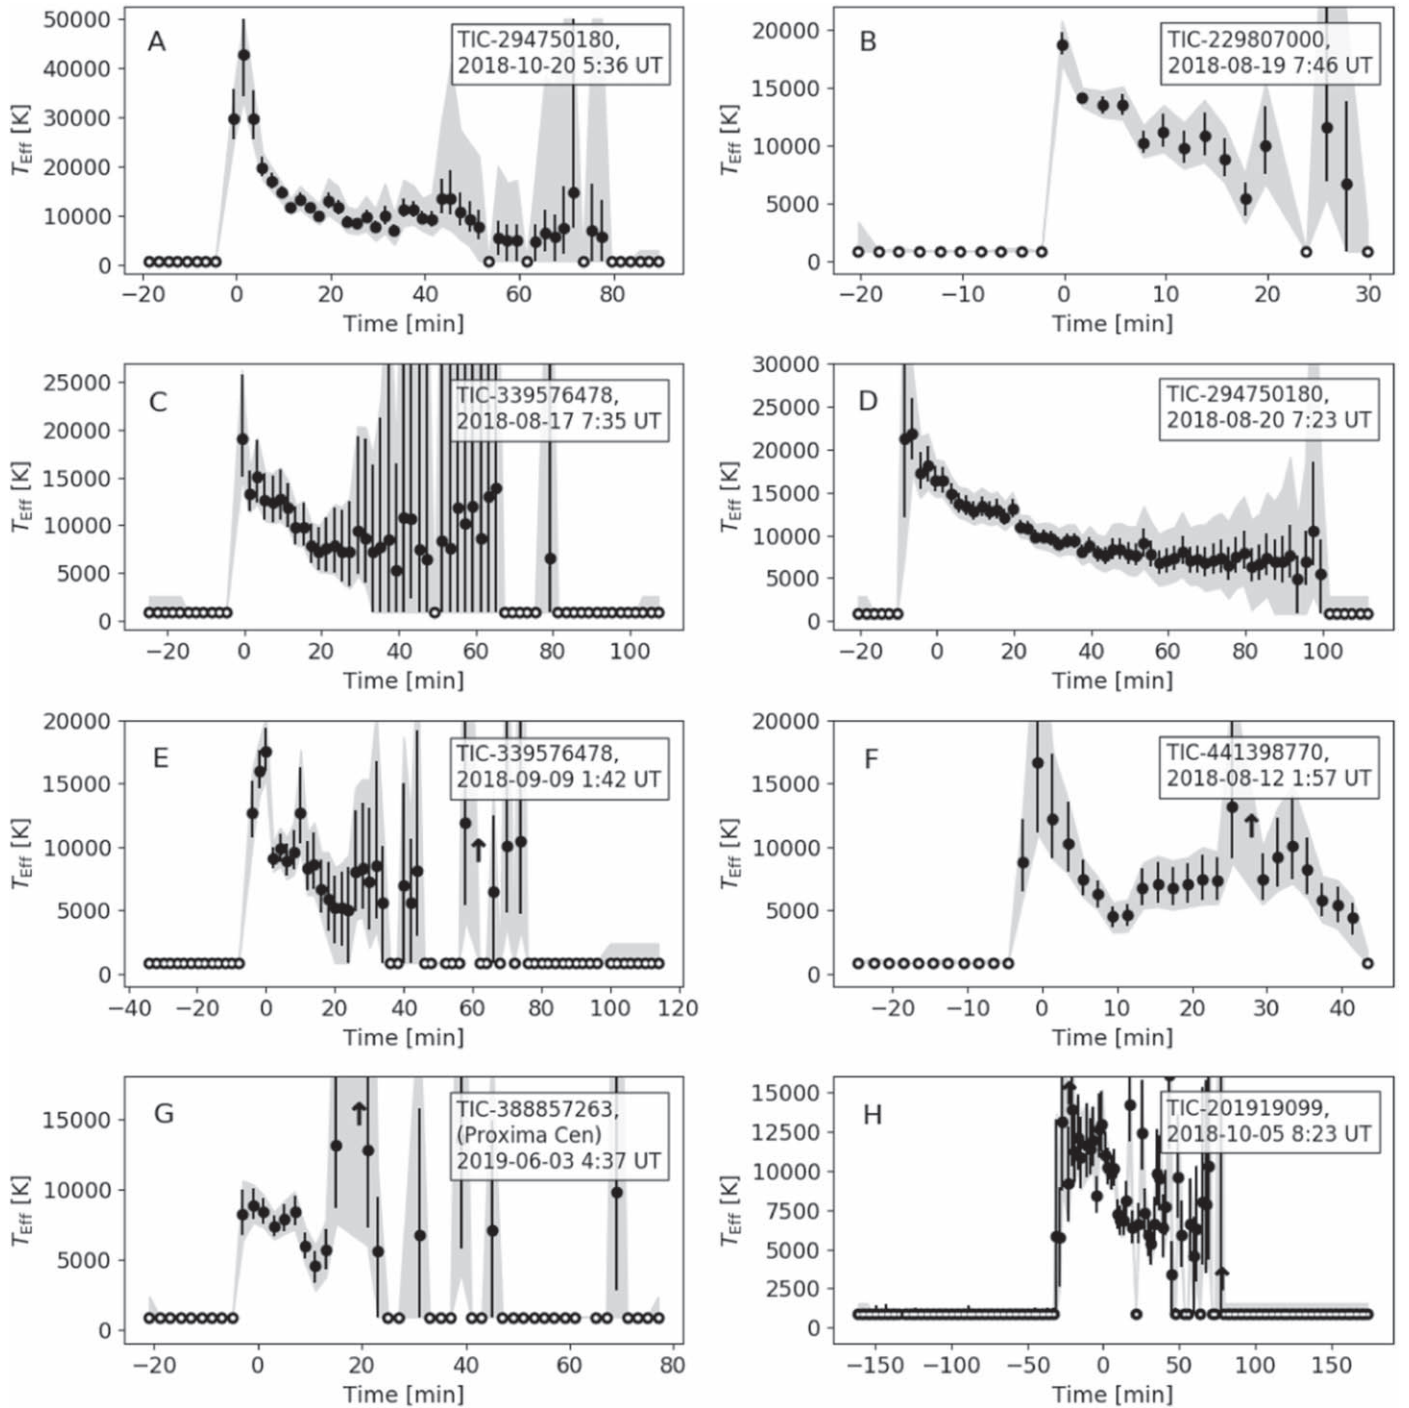 50000
40000
30000
20000
10000
0
T_Eff [K]
A
TIC-294750180,
2018-10-20 5:36 UT
−20 0 20 40 60 80
Time [min]
20000
15000
10000
5000
0
T_Eff [K]
B
TIC-229807000,
2018-08-19 7:46 UT
−20 −10 0 10 20 30
Time [min]
25000
20000
15000
10000
5000
0
T_Eff [K]
C
TIC-339576478,
2018-08-17 7:35 UT
−20 0 20 40 60 80 100
Time [min]
30000
25000
20000
15000
10000
5000
0
T_Eff [K]
D
TIC-294750180,
2018-08-20 7:23 UT
−20 0 20 40 60 80 100
Time [min]
20000
15000
10000
5000
0
T_Eff [K]
E
TIC-339576478,
2018-09-09 1:42 UT
−40 −20 0 20 40 60 80 100 120
Time [min]
20000
15000
10000
5000
0
T_Eff [K]
F
TIC-441398770,
2018-08-12 1:57 UT
−20 −10 0 10 20 30 40
Time [min]
15000
10000
5000
0
T_Eff [K]
G
TIC-388857263,
(Proxima Cen)
2019-06-03 4:37 UT
−20 0 20 40 60 80
Time [min]
15000
12500
10000
7500
5000
2500
0
T_Eff [K]
H
TIC-201919099,
2018-10-05 8:23 UT
−150 −100 −50 0 50 100 150
Time [min]